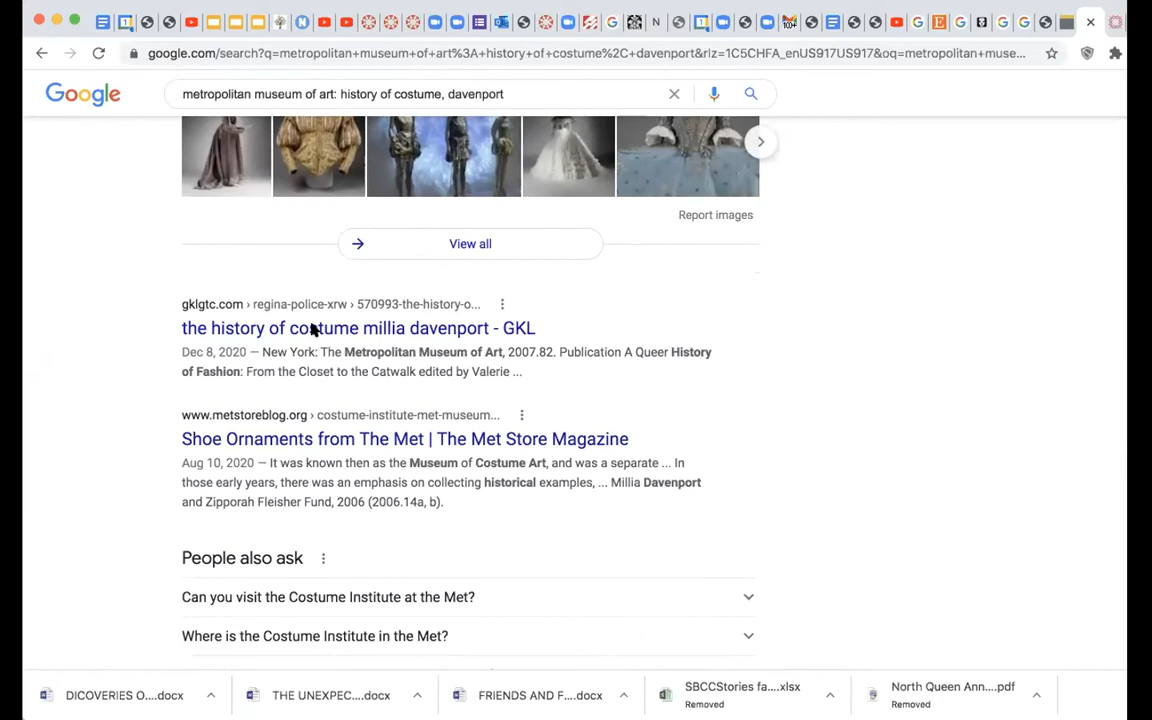 google.com/search?q=metropolitan+museum+of+art%3A+history+of+costume%2C+davenport&rlz=1C5CHFA_enUS917US917&oq=metropolitan+muse...
Google
metropolitan museum of art: history of costume, davenport
Report images
View all
gklgtc.com › regina-police-xrw › 570993-the-history-o...
the history of costume millia davenport - GKL
Dec 8, 2020 — New York: The Metropolitan Museum of Art, 2007.82. Publication A Queer History
of Fashion: From the Closet to the Catwalk edited by Valerie ...
www.metstoreblog.org › costume-institute-met-museum...
Shoe Ornaments from The Met | The Met Store Magazine
Aug 10, 2020 — It was known then as the Museum of Costume Art, and was a separate ... In
those early years, there was an emphasis on collecting historical examples, ... Millia Davenport
and Zipporah Fleisher Fund, 2006 (2006.14a, b).
People also ask
Can you visit the Costume Institute at the Met?
Where is the Costume Institute in the Met?
DICOVERIES O....docx
THE UNEXPEC....docx
FRIENDS AND F....docx
SBCCStories fa....xlsx
Removed
North Queen Ann....pdf
Removed